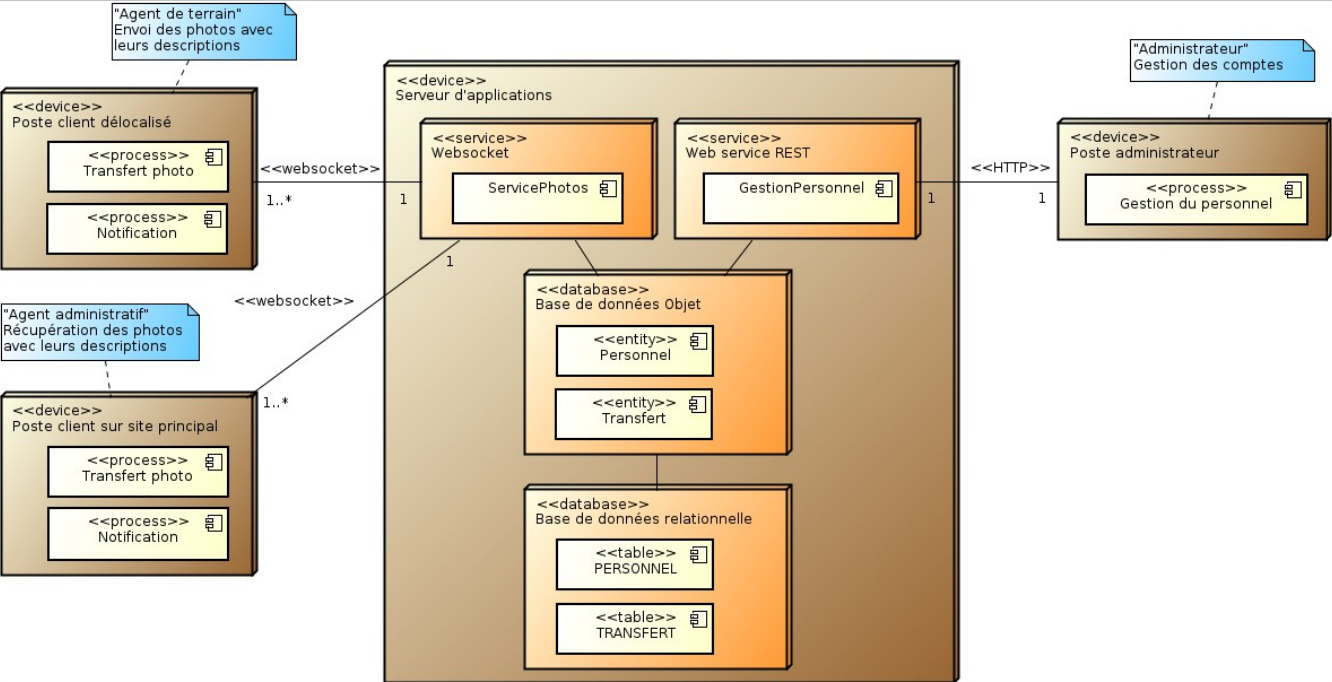 "Agent de terrain"
Envoi des photos avec
leurs descriptions
<<device>>
Poste client délocalisé
<<process>>
Transfert photo
<<process>>
Notification
<<websocket>>
1..*
1
"Agent administratif"
Récupération des photos
avec leurs descriptions
<<device>>
Poste client sur site principal
<<process>>
Transfert photo
<<process>>
Notification
<<websocket>>
1..*
1
<<device>>
Serveur d'applications
<<service>>
Websocket
ServicePhotos
<<service>>
Web service REST
GestionPersonnel
<<database>>
Base de données Objet
<<entity>>
Personnel
<<entity>>
Transfert
<<database>>
Base de données relationnelle
<<table>>
PERSONNEL
<<table>>
TRANSFERT
<<HTTP>>
1
1
"Administrateur"
Gestion des comptes
<<device>>
Poste administrateur
<<process>>
Gestion du personnel